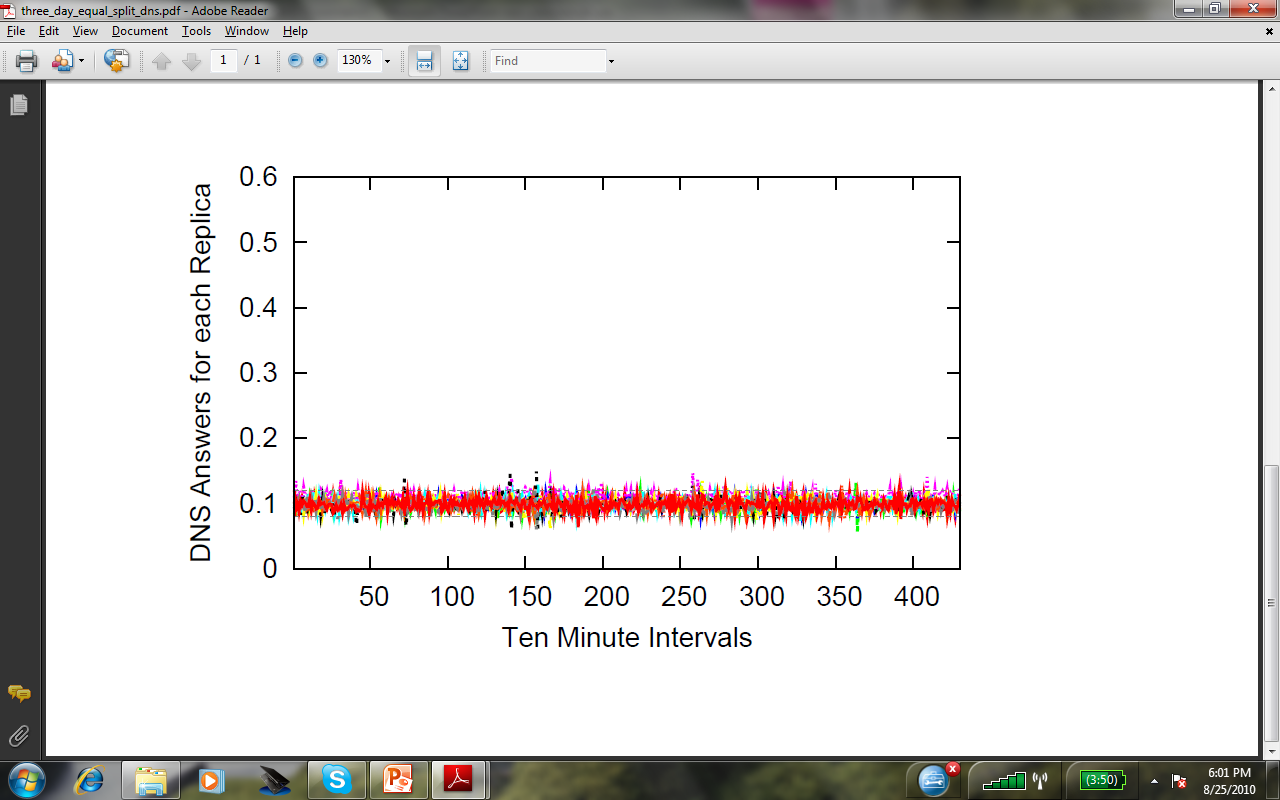 three_day_equal_split_dns.pdf - Adobe Reader
File Edit View Document Tools Window Help
1 / 1 130% Find
0.6
0.5
0.4
0.3
0.2
0.1
0
DNS Answers for each Replica
50 100 150 200 250 300 350 400
Ten Minute Intervals
(3:50)
6:01 PM
8/25/2010